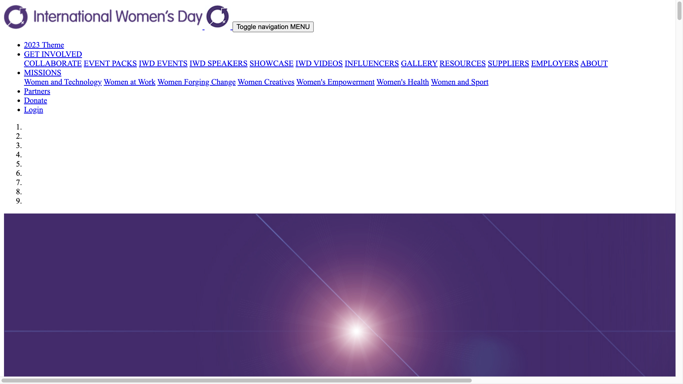 International Women's Day
Toggle navigation MENU
2023 Theme
GET INVOLVED
COLLABORATE EVENT PACKS IWD EVENTS IWD SPEAKERS SHOWCASE IWD VIDEOS INFLUENCERS GALLERY RESOURCES SUPPLIERS EMPLOYERS ABOUT
MISSIONS
Women and Technology Women at Work Women Forging Change Women Creatives Women's Empowerment Women's Health Women and Sport
Partners
Donate
Login
1.
2.
3.
4.
5.
6.
7.
8.
9.